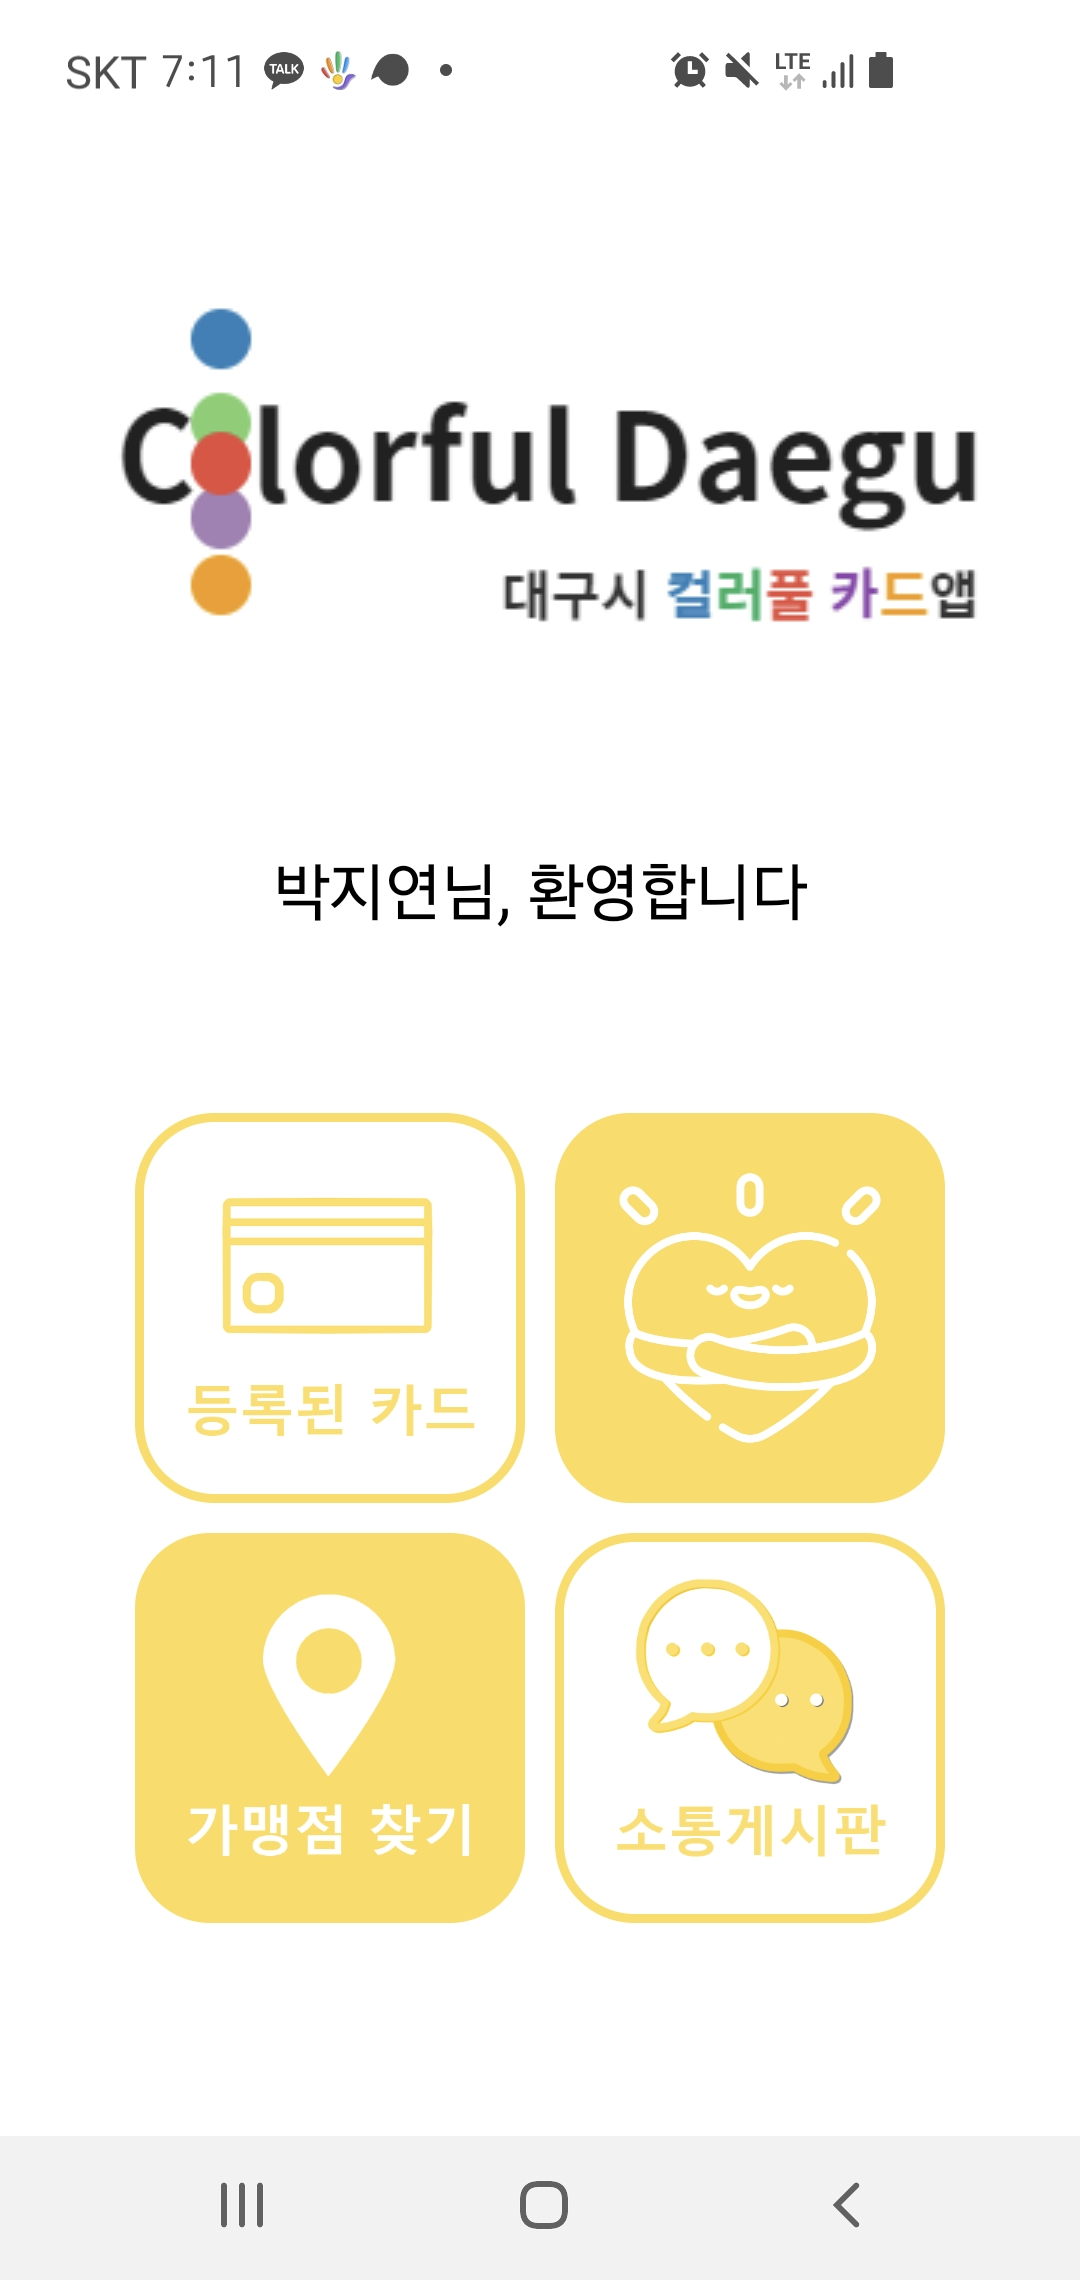 SKT 7:11 TALK LTE
Colorful Daegu
대구시 컬러풀 카드앱
박지연님, 환영합니다
등록된 카드
가맹점 찾기
소통게시판